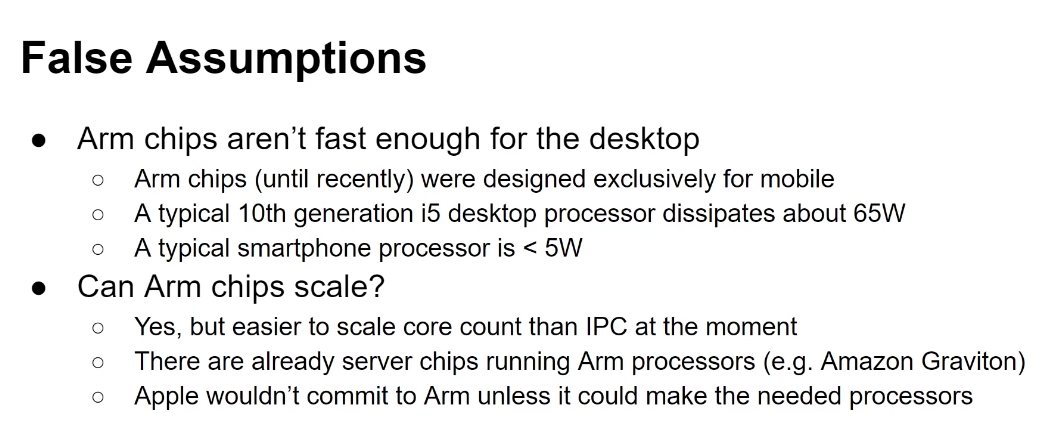 False Assumptions
● Arm chips aren’t fast enough for the desktop
○ Arm chips (until recently) were designed exclusively for mobile
○ A typical 10th generation i5 desktop processor dissipates about 65W
○ A typical smartphone processor is < 5W
● Can Arm chips scale?
○ Yes, but easier to scale core count than IPC at the moment
○ There are already server chips running Arm processors (e.g. Amazon Graviton)
○ Apple wouldn’t commit to Arm unless it could make the needed processors